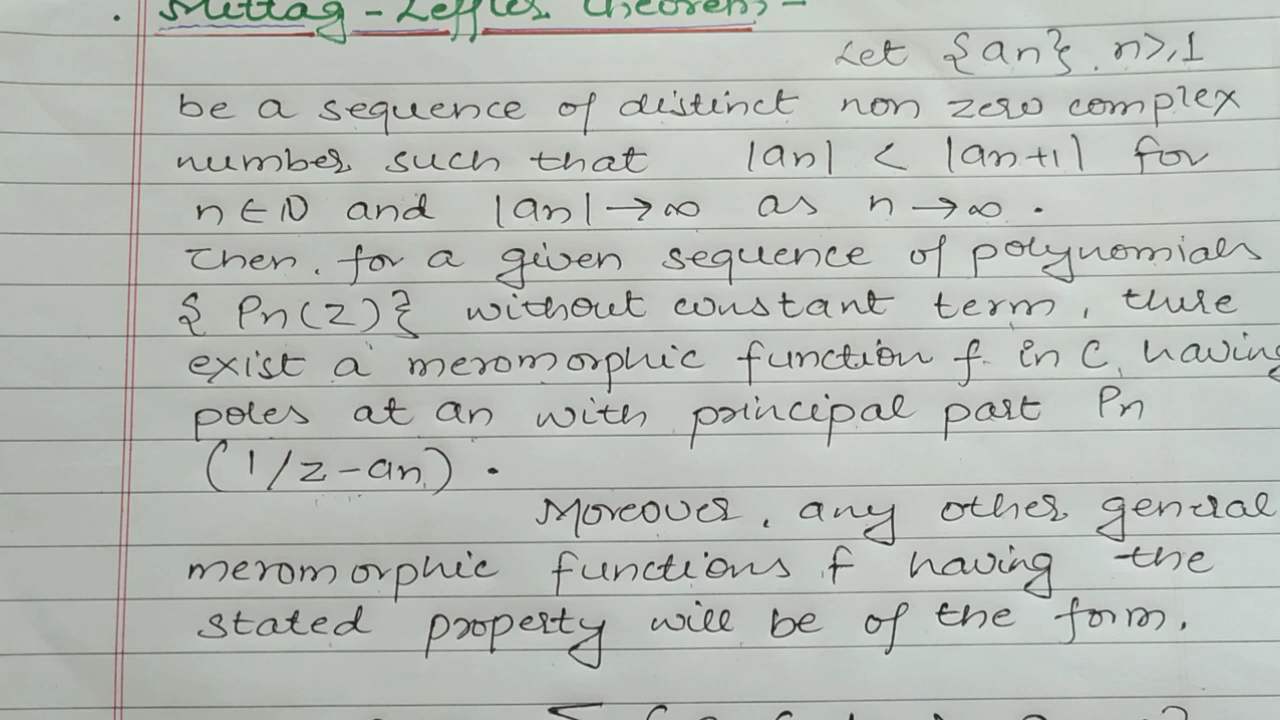 . Mittag - Leffler Theorem -
Let {an}, n≥1
be a sequence of distinct non zero complex
number such that |an| < |an+1| for
n∈N and |an|→∞ as n→∞.
Then, for a given sequence of polynomials
{Pn(z)} without constant term, there
exist a meromorphic function f in C, having
poles at an with principal part Pn
(1/z-an).
Moreover, any other general
meromorphic functions f having the
stated property will be of the form.